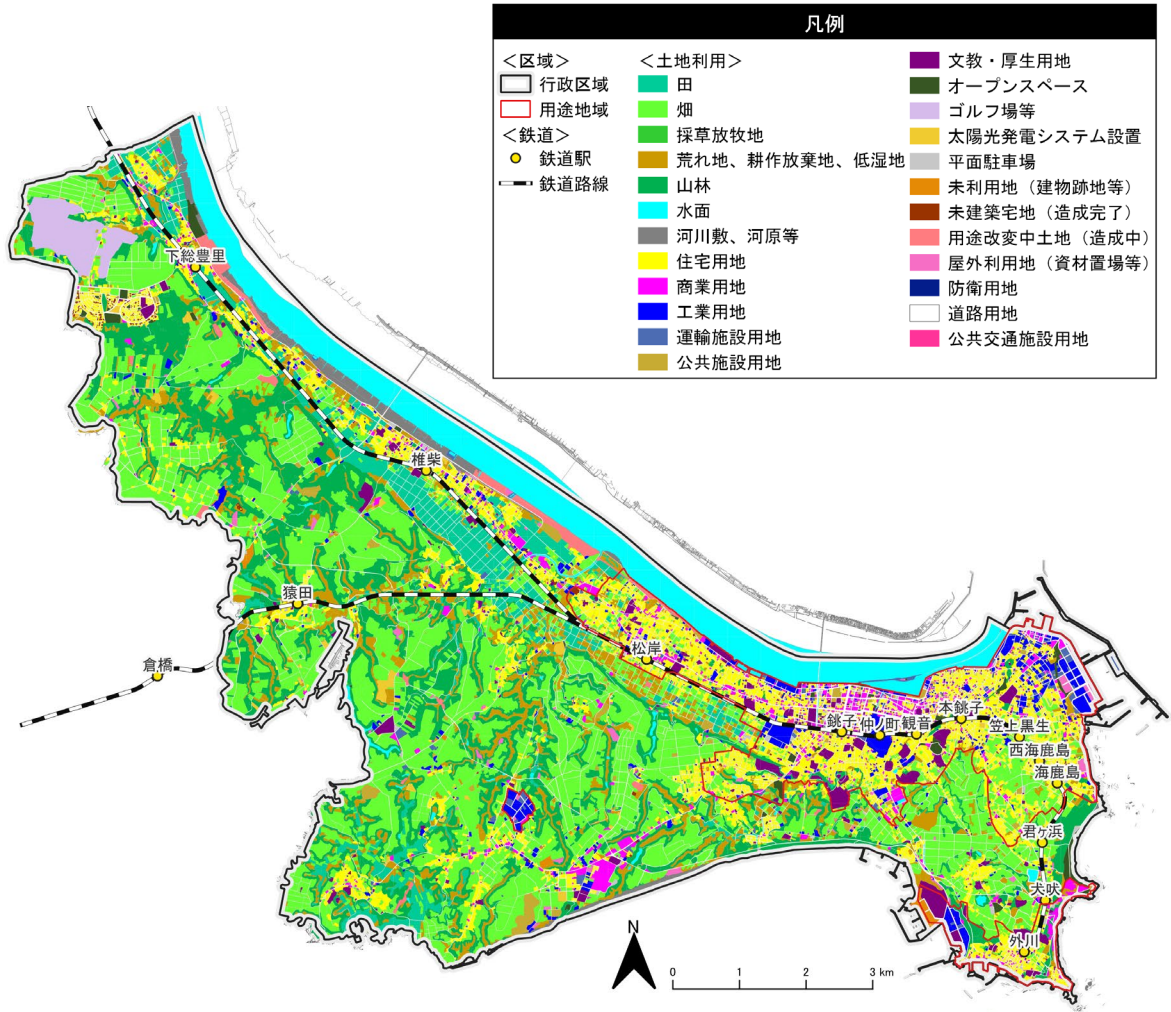 凡例
<区域>
行政区域
用途地域
<鉄道>
鉄道駅
鉄道路線
<土地利用>
田
畑
採草放牧地
荒れ地、耕作放棄地、低湿地
山林
水面
河川敷、河原等
住宅用地
商業用地
工業用地
運輸施設用地
公共施設用地
文教・厚生用地
オープンスペース
ゴルフ場等
太陽光発電システム設置
平面駐車場
未利用地（建物跡地等）
未建築宅地（造成完了）
用途改変中土地（造成中）
屋外利用地（資材置場等）
防衛用地
道路用地
公共交通施設用地
下総豊里
椎柴
猿田
倉橋
松岸
銚子
仲ノ町
観音
本銚子
笠上黒生
西海鹿島
海鹿島
君ヶ浜
犬吠
外川
N
0 1 2 3 km